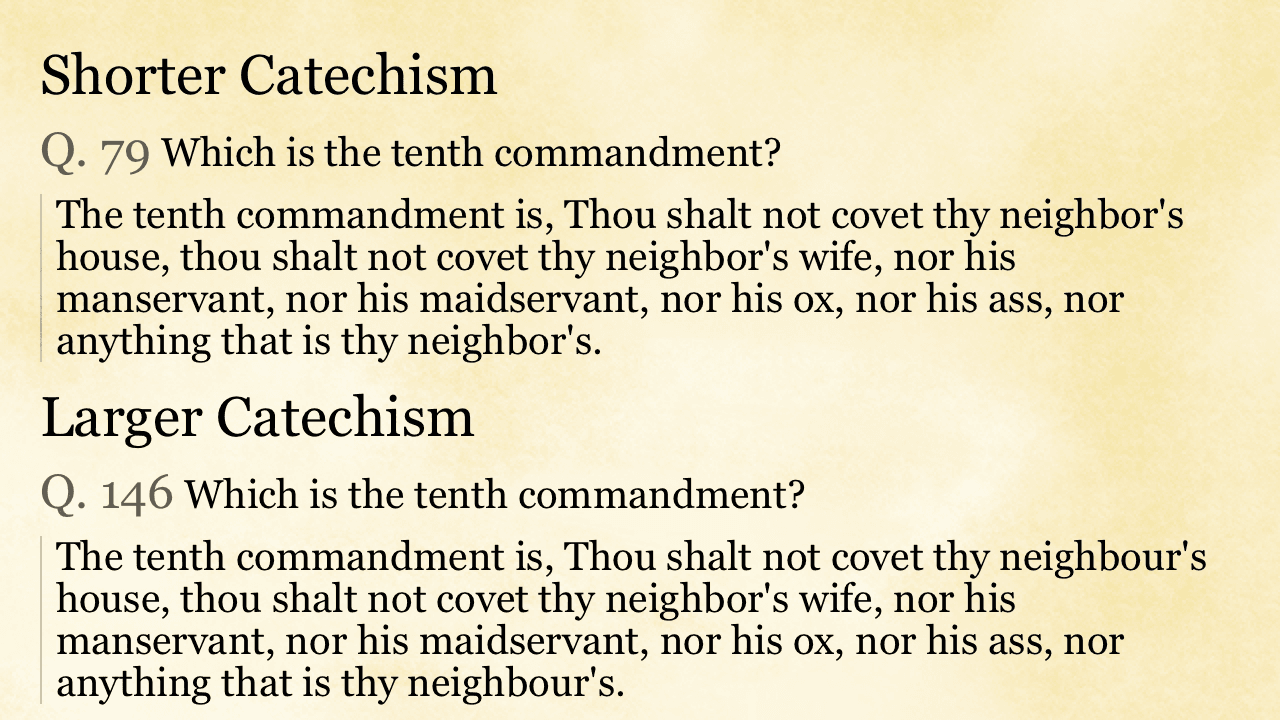 Shorter Catechism
Q. 79 Which is the tenth commandment?
The tenth commandment is, Thou shalt not covet thy neighbor's
house, thou shalt not covet thy neighbor's wife, nor his
manservant, nor his maidservant, nor his ox, nor his ass, nor
anything that is thy neighbor's.
Larger Catechism
Q. 146 Which is the tenth commandment?
The tenth commandment is, Thou shalt not covet thy neighbour's
house, thou shalt not covet thy neighbor's wife, nor his
manservant, nor his maidservant, nor his ox, nor his ass, nor
anything that is thy neighbour's.